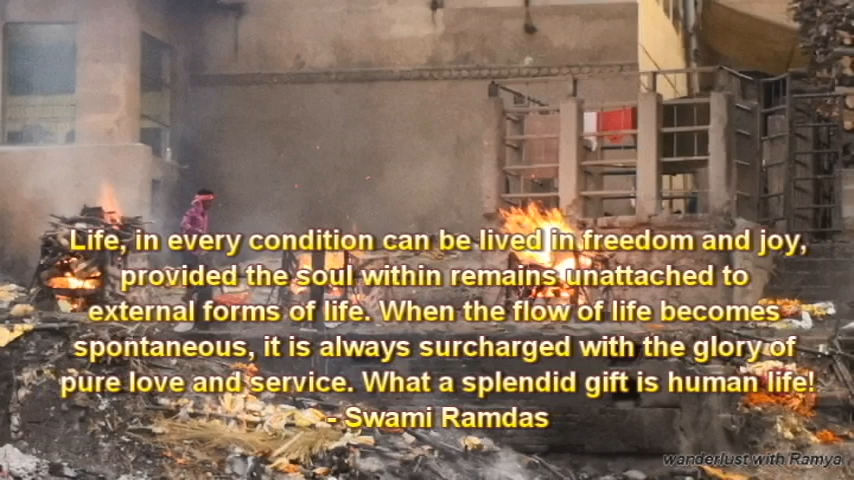 Life, in every condition can be lived in freedom and joy,
provided the soul within remains unattached to
external forms of life. When the flow of life becomes
spontaneous, it is always surcharged with the glory of
pure love and service. What a splendid gift is human life!
- Swami Ramdas
wanderlust with Ramya